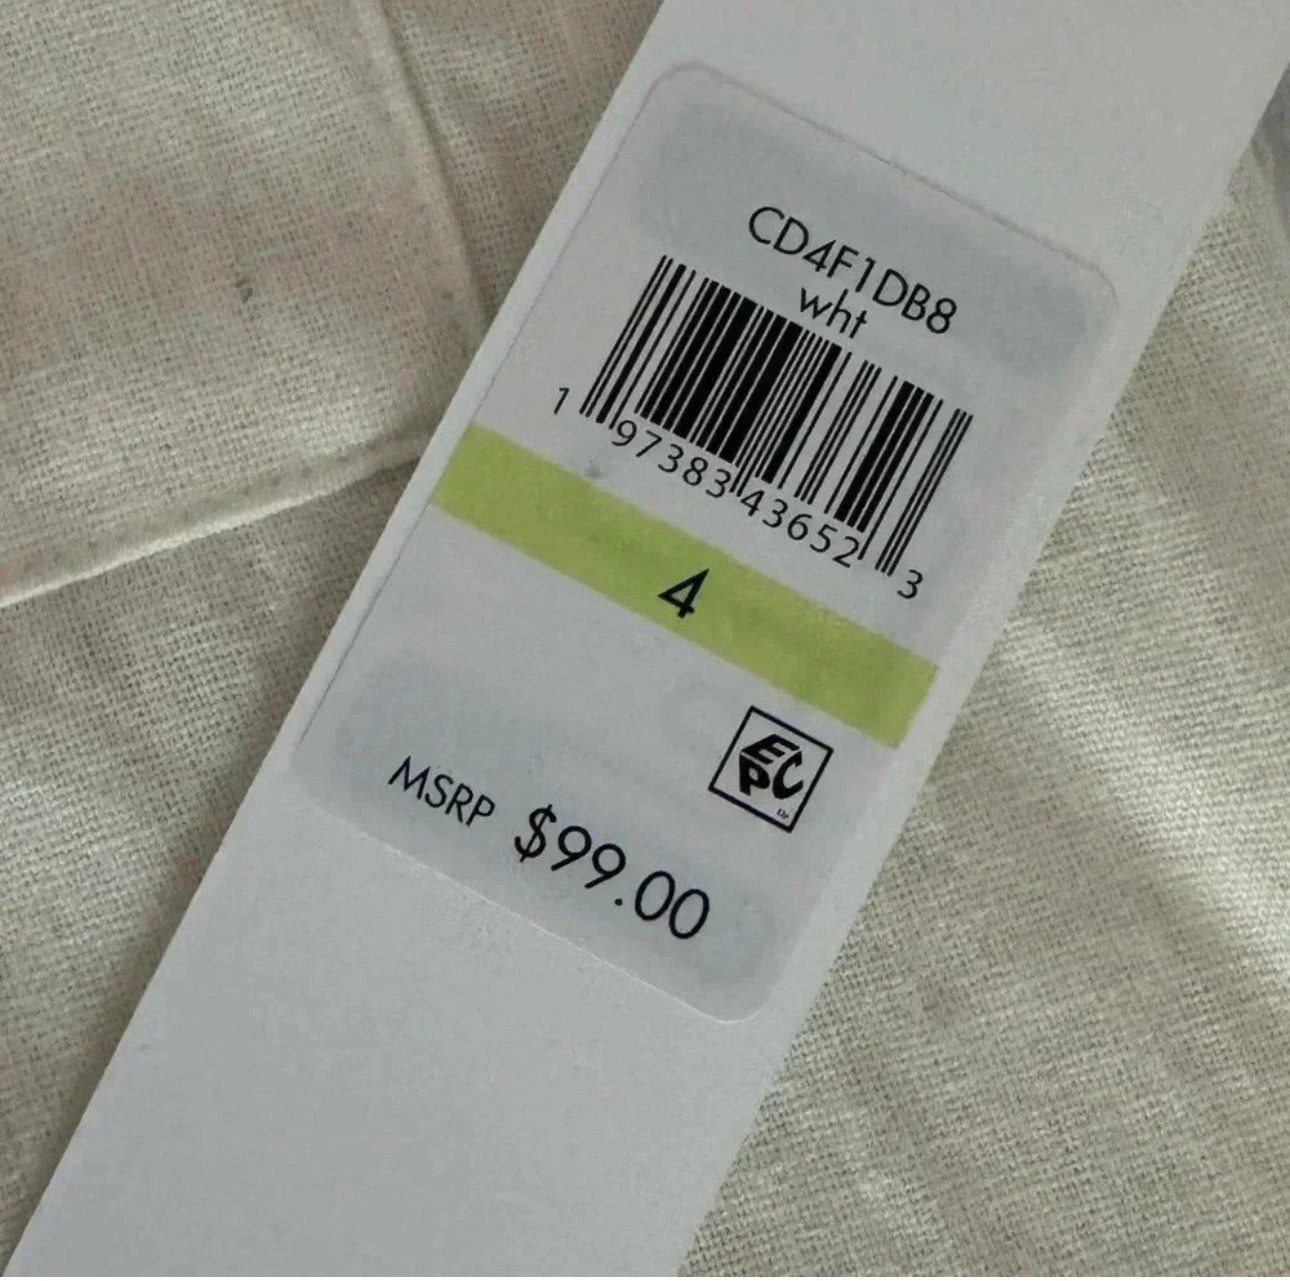 CD4F1DB8
wht
1 97383 43652 3
4
EPC
MSRP $99.00